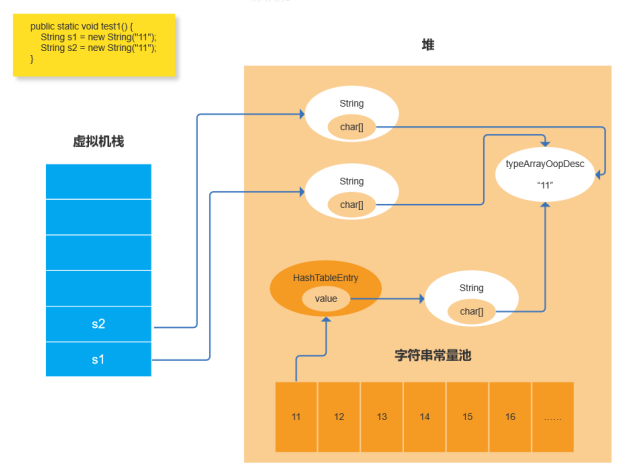 public static void test1() {
String s1 = new String("11");
String s2 = new String("11");
}
堆
String
char[]
虚拟机栈
typeArrayOopDesc
"11"
String
char[]
HashTableEntry
value
String
char[]
s2
s1
字符串常量池
11 12 13 14 15 16 ......